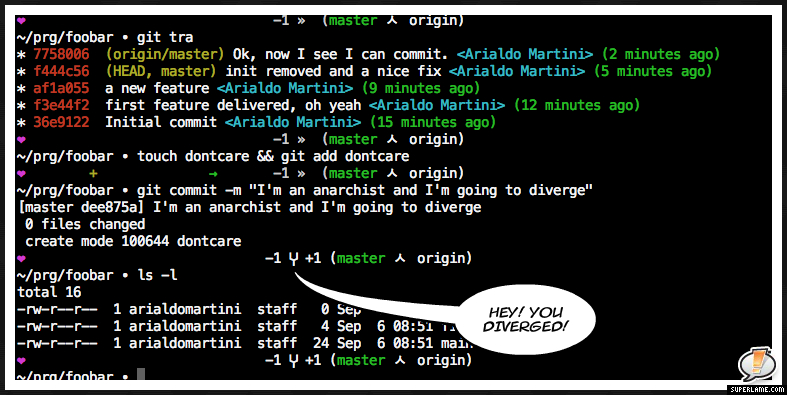 ❤ −1 » (master ㅅ origin)
~/prg/foobar • git tra
* 7758006 (origin/master) Ok, now I see I can commit. <Arialdo Martini> (2 minutes ago)
* f444c56 (HEAD, master) init removed and a nice fix <Arialdo Martini> (5 minutes ago)
* af1a055 a new feature <Arialdo Martini> (9 minutes ago)
* f3e44f2 first feature delivered, oh yeah <Arialdo Martini> (12 minutes ago)
* 36e9122 Initial commit <Arialdo Martini> (15 minutes ago)
❤ −1 » (master ㅅ origin)
~/prg/foobar • touch dontcare && git add dontcare
❤ + → −1 » (master ㅅ origin)
~/prg/foobar • git commit −m "I'm an anarchist and I'm going to diverge"
[master dee875a] I'm an anarchist and I'm going to diverge
0 files changed
create mode 100644 dontcare
❤ −1 Ⴤ +1 (master ㅅ origin)
~/prg/foobar • ls −l
total 16
−rw−r−−r−− 1 arialdomartini staff 0 Sep
−rw−r−−r−− 1 arialdomartini staff 4 Sep 6 08:51
−rw−r−−r−− 1 arialdomartini staff 24 Sep 6 08:51 main
❤ −1 Ⴤ +1 (master ㅅ origin)
~/prg/foobar •
HEY! YOU
DIVERGED!
SUPERLAME.COM